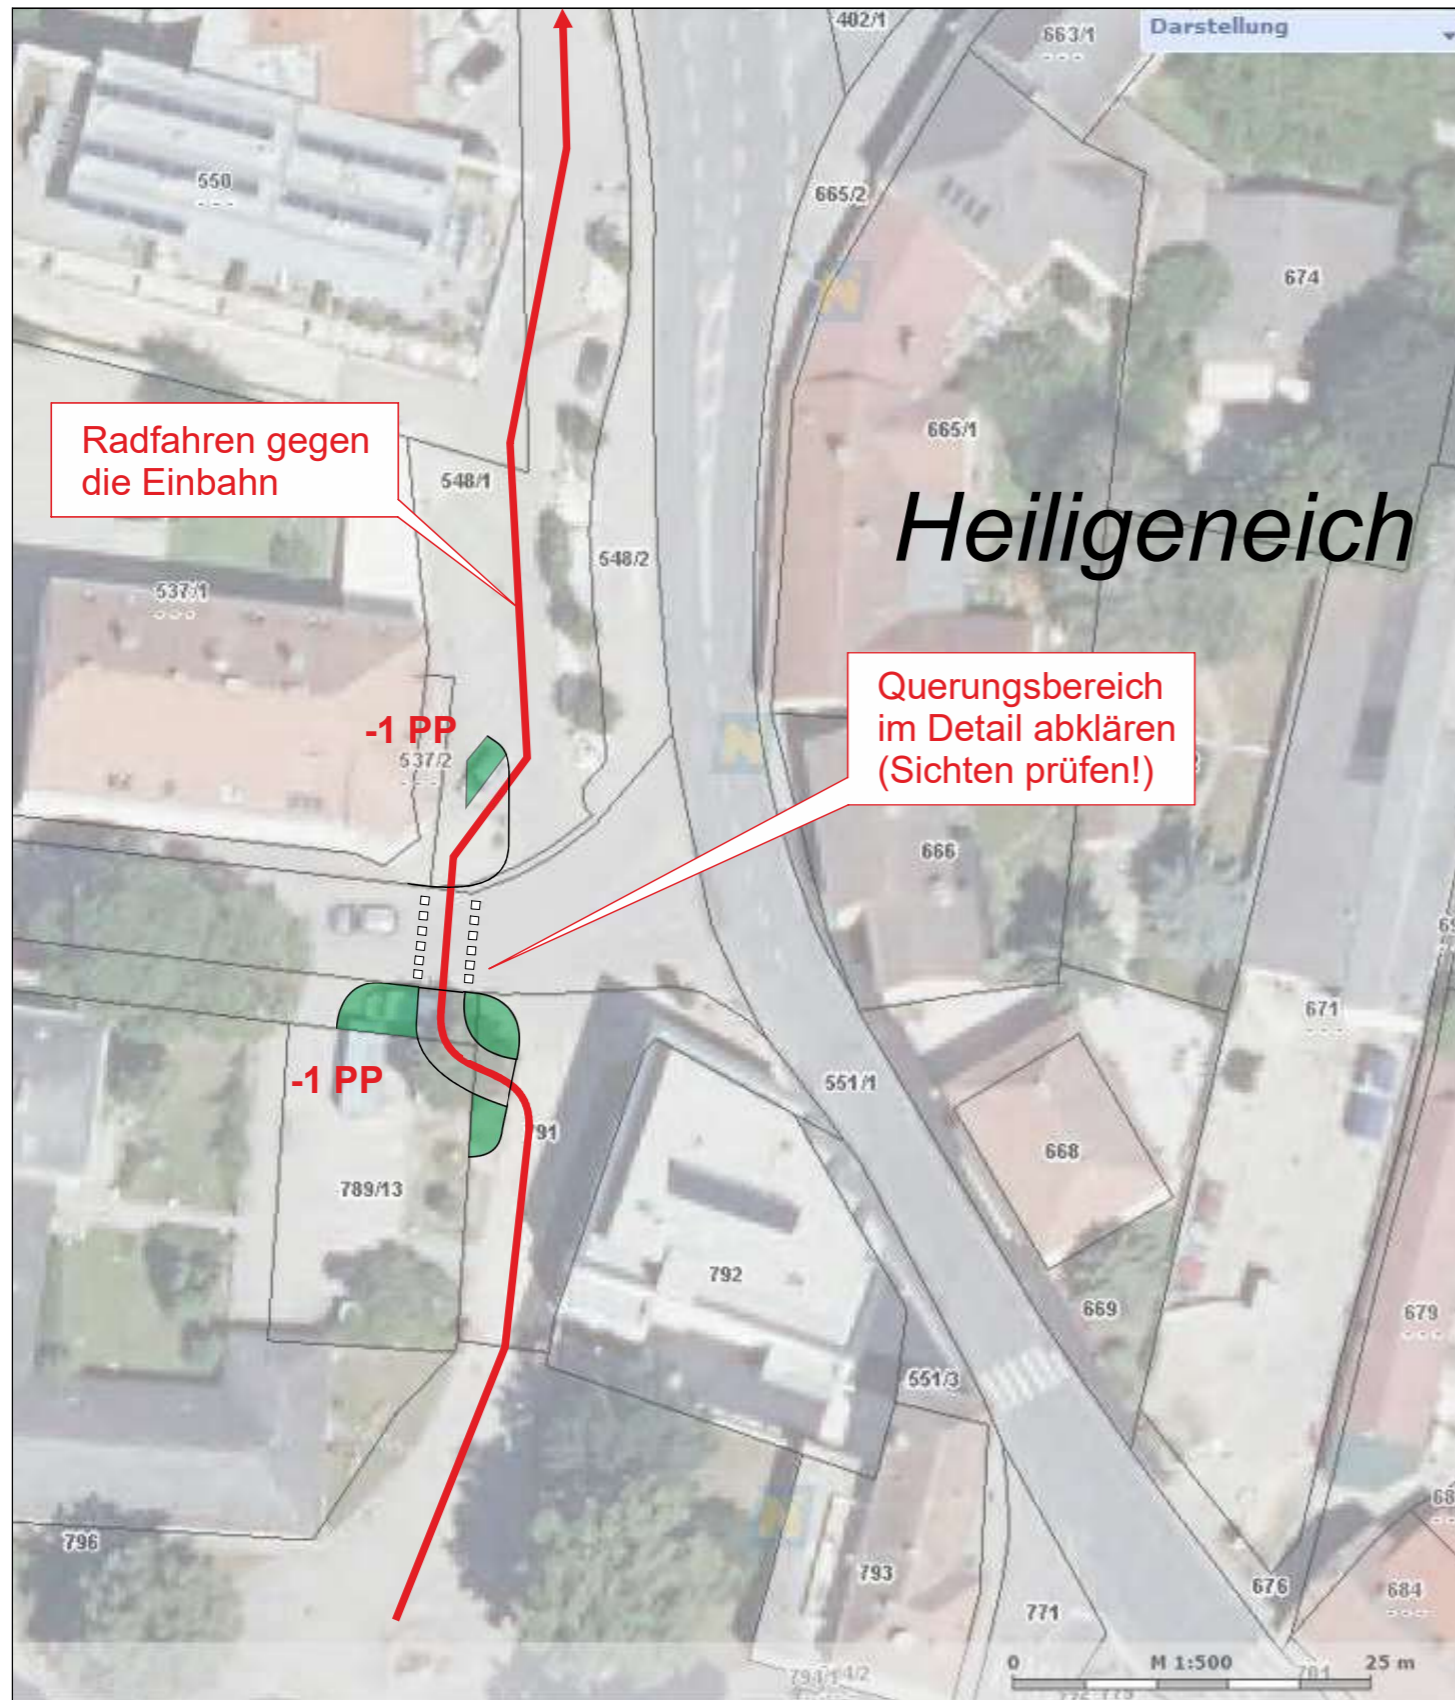 402/1
663/1
Darstellung
550
665/2
674
Radfahren gegen
die Einbahn
665/1
548/1
Heiligeneich
548/2
537/1
Querungsbereich
im Detail abklären
(Sichten prüfen!)
-1 PP
537/2
666
671
551/1
-1 PP
791
668
789/13
792
669
679
551/3
796
793
676
684
771
0
M 1:500
25 m